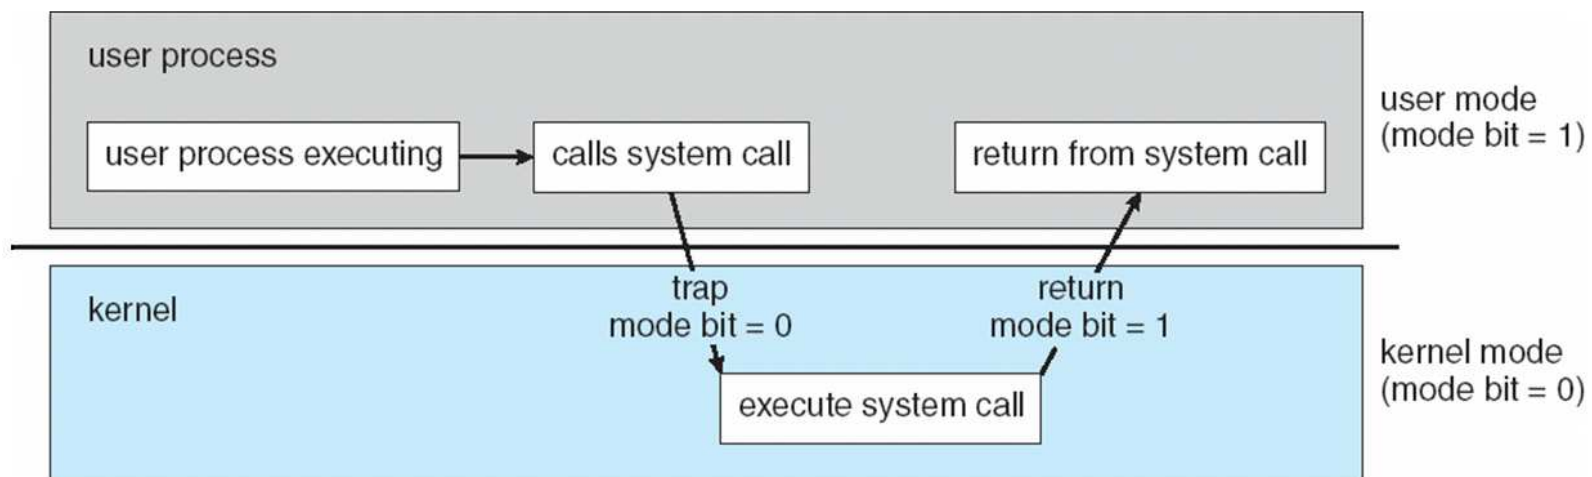 user process
user process executing
calls system call
return from system call
user mode
(mode bit = 1)
kernel
trap
mode bit = 0
return
mode bit = 1
execute system call
kernel mode
(mode bit = 0)